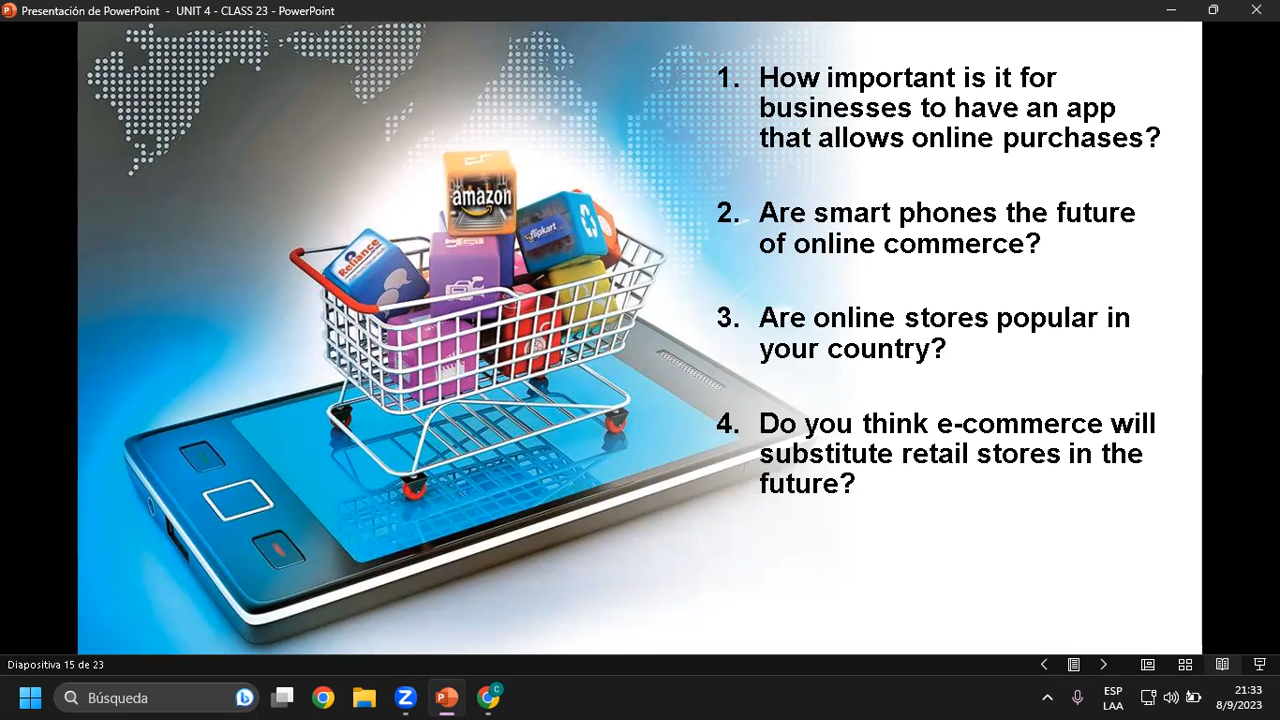 Presentación de PowerPoint - UNIT 4 - CLASS 23 - PowerPoint
1. How important is it for
businesses to have an app
that allows online purchases?
2. Are smart phones the future
of online commerce?
3. Are online stores popular in
your country?
4. Do you think e-commerce will
substitute retail stores in the
future?
amazon
flipkart
Reliance
Diapositiva 15 de 23
Búsqueda
ESP
LAA
21:33
8/9/2023